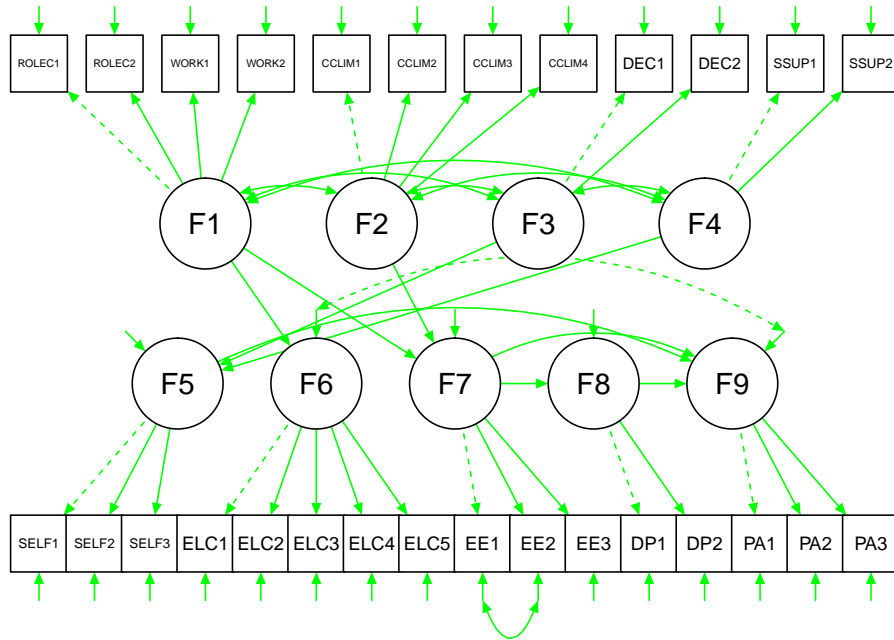 ROLEC1 ROLEC2 WORK1 WORK2 CCLIM1 CCLIM2 CCLIM3 CCLIM4 DEC1 DEC2 SSUP1 SSUP2
F1 F2 F3 F4
F5 F6 F7 F8 F9
SELF1 SELF2 SELF3 ELC1 ELC2 ELC3 ELC4 ELC5 EE1 EE2 EE3 DP1 DP2 PA1 PA2 PA3